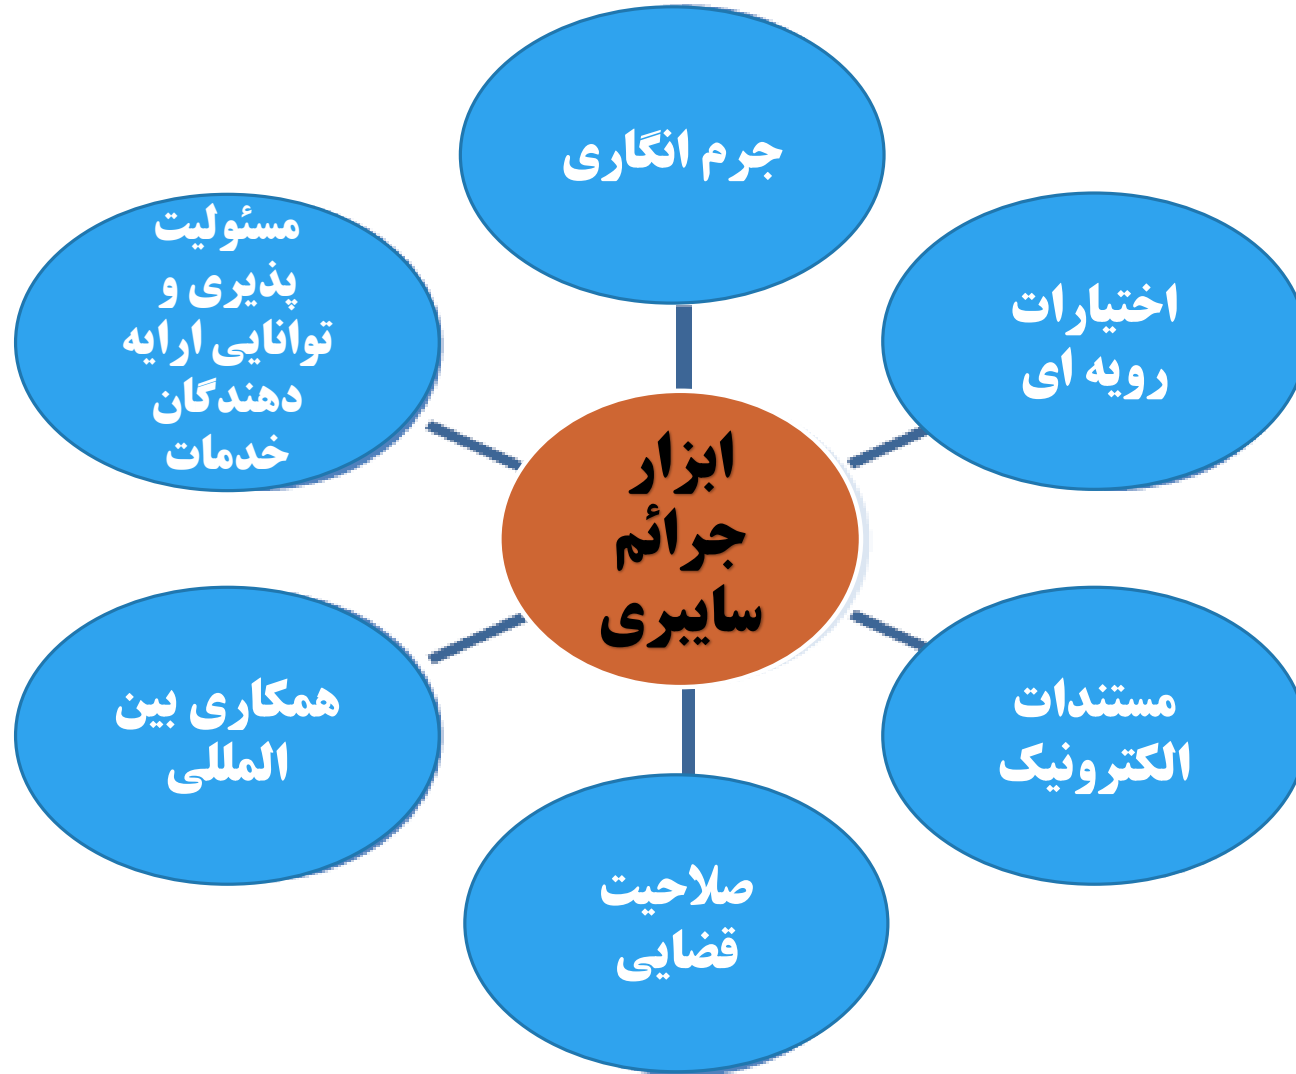 جرم انگاری
اختیارات
رویه ای
مستندات
الکترونیک
صلاحیت
قضایی
همکاری بین
المللی
مسئولیت
پذیری و
توانایی ارایه
دهندگان
خدمات
ابزار
جرائم
سایبری